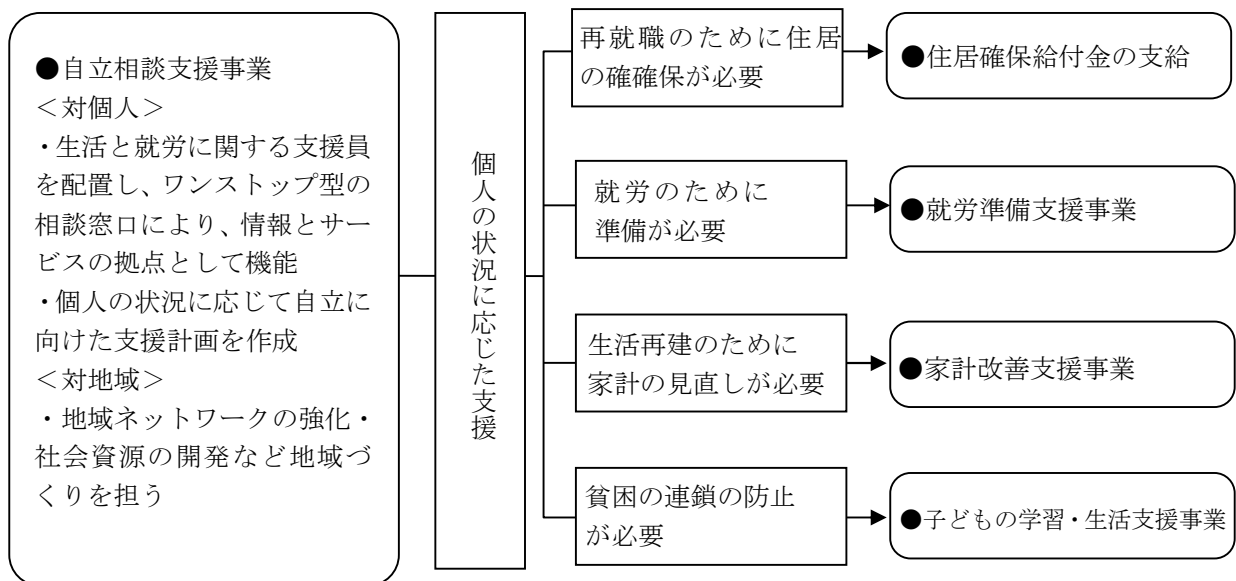 ●自立相談支援事業
＜対個人＞
・生活と就労に関する支援員
を配置し、ワンストップ型の
相談窓口により、情報とサー
ビスの拠点として機能
・個人の状況に応じて自立に
向けた支援計画を作成
＜対地域＞
・地域ネットワークの強化・
社会資源の開発など地域づ
くりを担う
個人の状況に応じた支援
再就職のために住居
の確確保が必要
●住居確保給付金の支給
就労のために
準備が必要
●就労準備支援事業
生活再建のために
家計の見直しが必要
●家計改善支援事業
貧困の連鎖の防止
が必要
●子どもの学習・生活支援事業